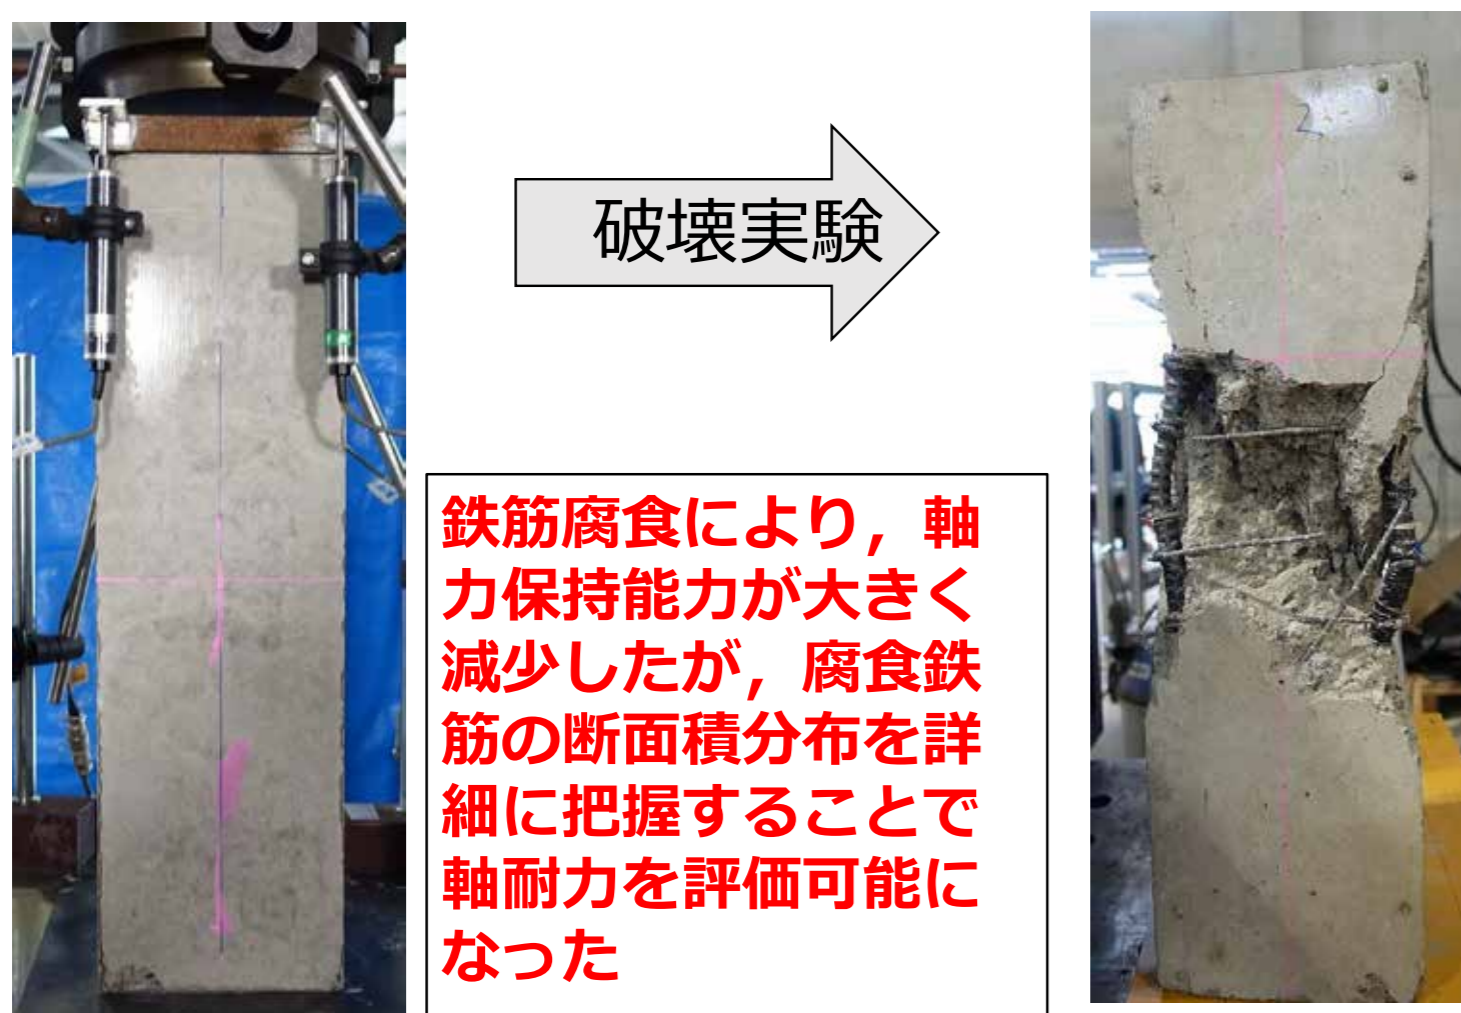 破壊実験
鉄筋腐食により，軸
力保持能力が大きく
減少したが，腐食鉄
筋の断面積分布を詳
細に把握することで
軸耐力を評価可能に
なった